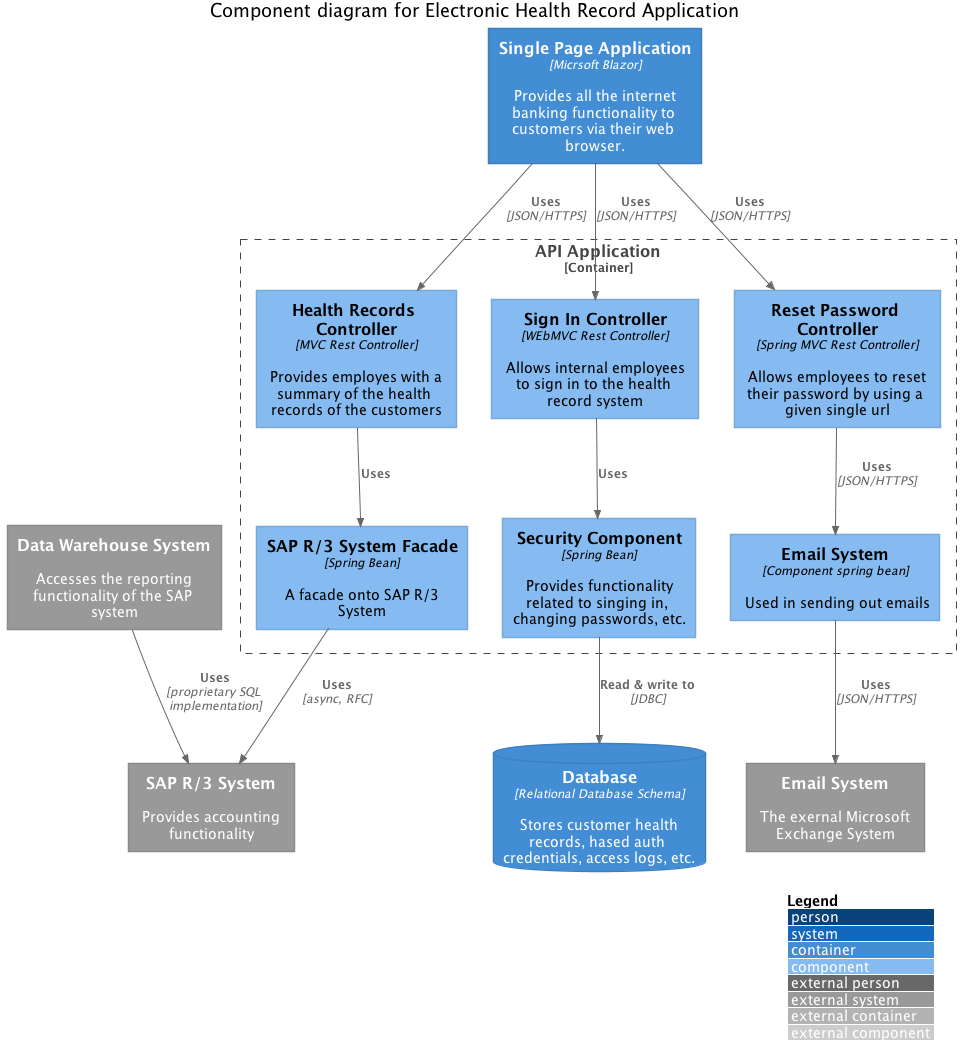 Component diagram for Electronic Health Record Application
Single Page Application
[Micrsoft Blazor]
Provides all the internet
banking functionality to
customers via their web
browser.
Uses
[JSON/HTTPS]
Uses
[JSON/HTTPS]
Uses
[JSON/HTTPS]
API Application
[Container]
Health Records
Controller
[MVC Rest Controller]
Provides employes with a
summary of the health
records of the customers
Sign In Controller
[WEbMVC Rest Controller]
Allows internal employees
to sign in to the health
record system
Reset Password
Controller
[Spring MVC Rest Controller]
Allows employees to reset
their password by using a
given single url
Uses
Uses
Uses
[JSON/HTTPS]
Data Warehouse System
Accesses the reporting
functionality of the SAP
system
SAP R/3 System Facade
[Spring Bean]
A facade onto SAP R/3
System
Security Component
[Spring Bean]
Provides functionality
related to singing in,
changing passwords, etc.
Email System
[Component spring bean]
Used in sending out emails
Uses
[proprietary SQL
implementation]
Uses
[async, RFC]
Read & write to
[JDBC]
Uses
[JSON/HTTPS]
SAP R/3 System
Provides accounting
functionality
Database
[Relational Database Schema]
Stores customer health
records, hased auth
credentials, access logs, etc.
Email System
The exernal Microsoft
Exchange System
Legend
person
system
container
component
external person
external system
external container
external component